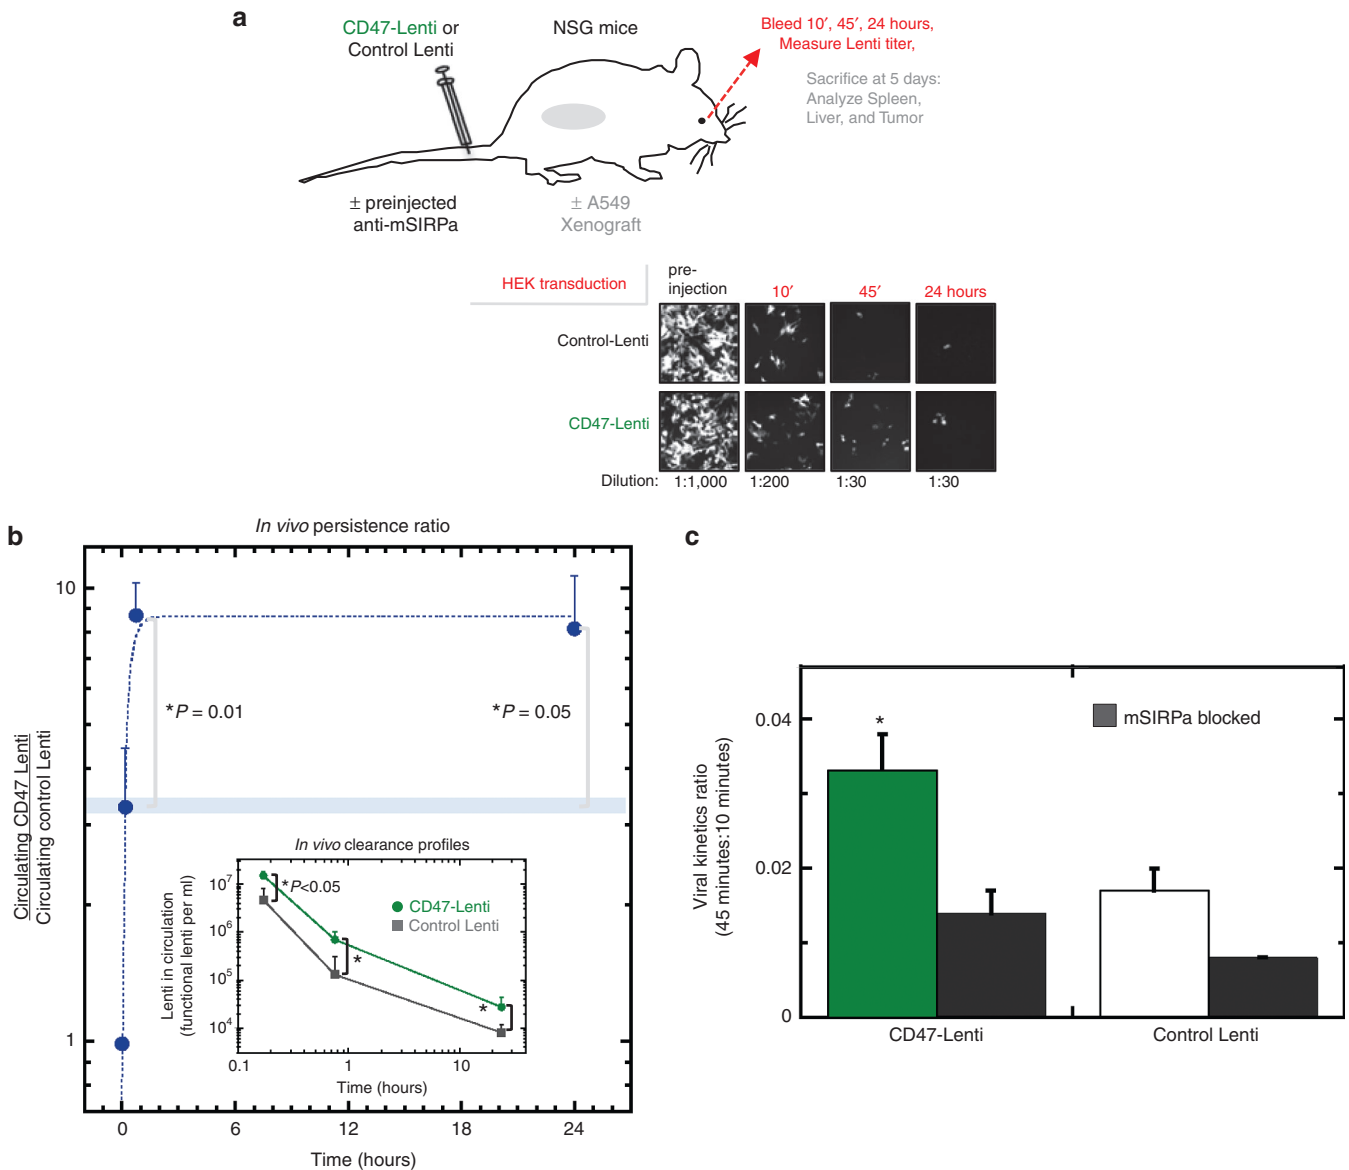 a
CD47-Lenti or
Control Lenti
NSG mice
Bleed 10′, 45′, 24 hours,
Measure Lenti titer,
Sacrifice at 5 days:
Analyze Spleen,
Liver, and Tumor
± preinjected
anti-mSIRPa
± A549
Xenograft
HEK transduction
pre-
injection
10′
45′
24 hours
Control-Lenti
CD47-Lenti
Dilution: 1:1,000 1:200 1:30 1:30
b
In vivo persistence ratio
Circulating CD47 Lenti
Circulating control Lenti
10
1
*P = 0.01
*P = 0.05
0 6 12 18 24
Time (hours)
In vivo clearance profiles
Lenti in circulation
(functional lenti per ml)
10⁷
10⁶
10⁵
10⁴
*P<0.05
CD47-Lenti
Control Lenti
*
*
0.1 1 10
Time (hours)
c
Viral kinetics ratio
(45 minutes:10 minutes)
0.04
0.02
0
*
mSIRPa blocked
CD47-Lenti
Control Lenti